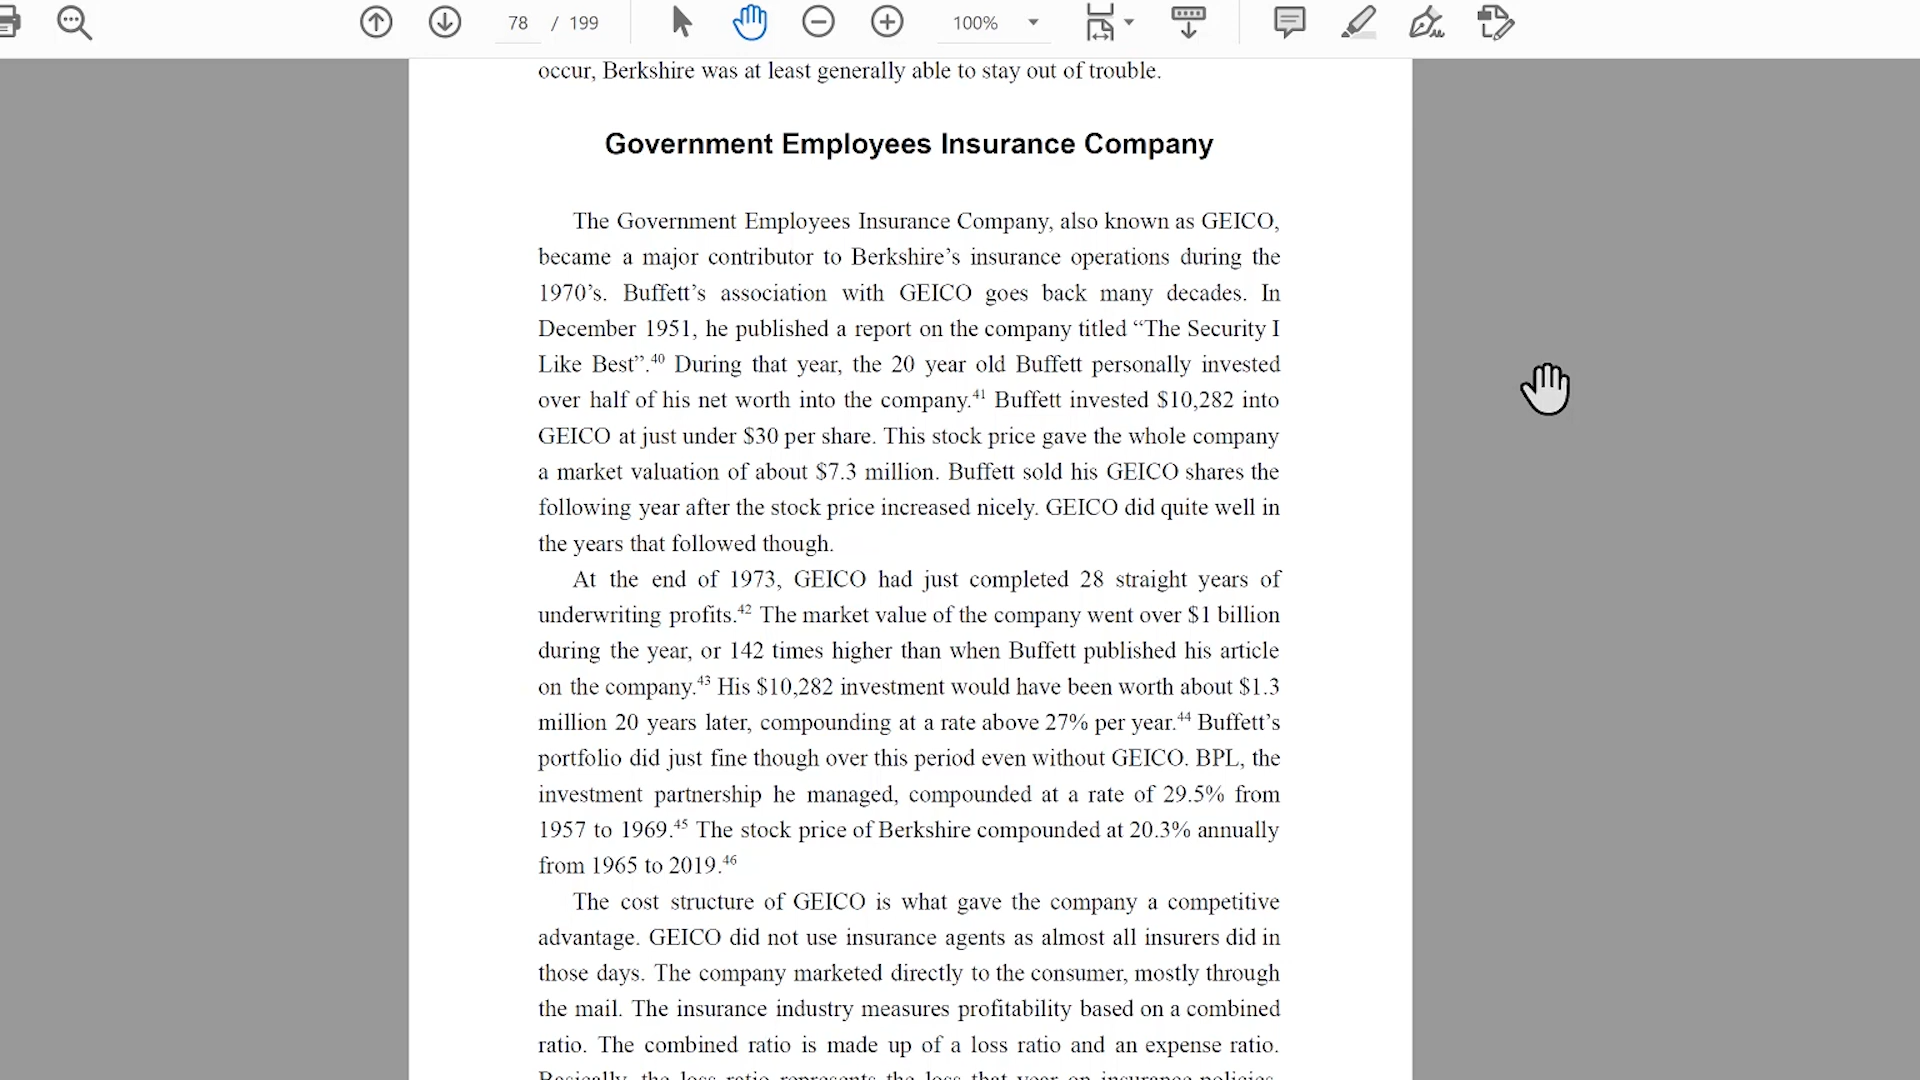 78 / 199
100%
occur, Berkshire was at least generally able to stay out of trouble.
Government Employees Insurance Company
The Government Employees Insurance Company, also known as GEICO,
became a major contributor to Berkshire’s insurance operations during the
1970’s. Buffett’s association with GEICO goes back many decades. In
December 1951, he published a report on the company titled “The Security I
Like Best”.40 During that year, the 20 year old Buffett personally invested
over half of his net worth into the company.41 Buffett invested $10,282 into
GEICO at just under $30 per share. This stock price gave the whole company
a market valuation of about $7.3 million. Buffett sold his GEICO shares the
following year after the stock price increased nicely. GEICO did quite well in
the years that followed though.
At the end of 1973, GEICO had just completed 28 straight years of
underwriting profits.42 The market value of the company went over $1 billion
during the year, or 142 times higher than when Buffett published his article
on the company.43 His $10,282 investment would have been worth about $1.3
million 20 years later, compounding at a rate above 27% per year.44 Buffett’s
portfolio did just fine though over this period even without GEICO. BPL, the
investment partnership he managed, compounded at a rate of 29.5% from
1957 to 1969.45 The stock price of Berkshire compounded at 20.3% annually
from 1965 to 2019.46
The cost structure of GEICO is what gave the company a competitive
advantage. GEICO did not use insurance agents as almost all insurers did in
those days. The company marketed directly to the consumer, mostly through
the mail. The insurance industry measures profitability based on a combined
ratio. The combined ratio is made up of a loss ratio and an expense ratio.
Basically, the loss ratio represents the loss that year on insurance policies.